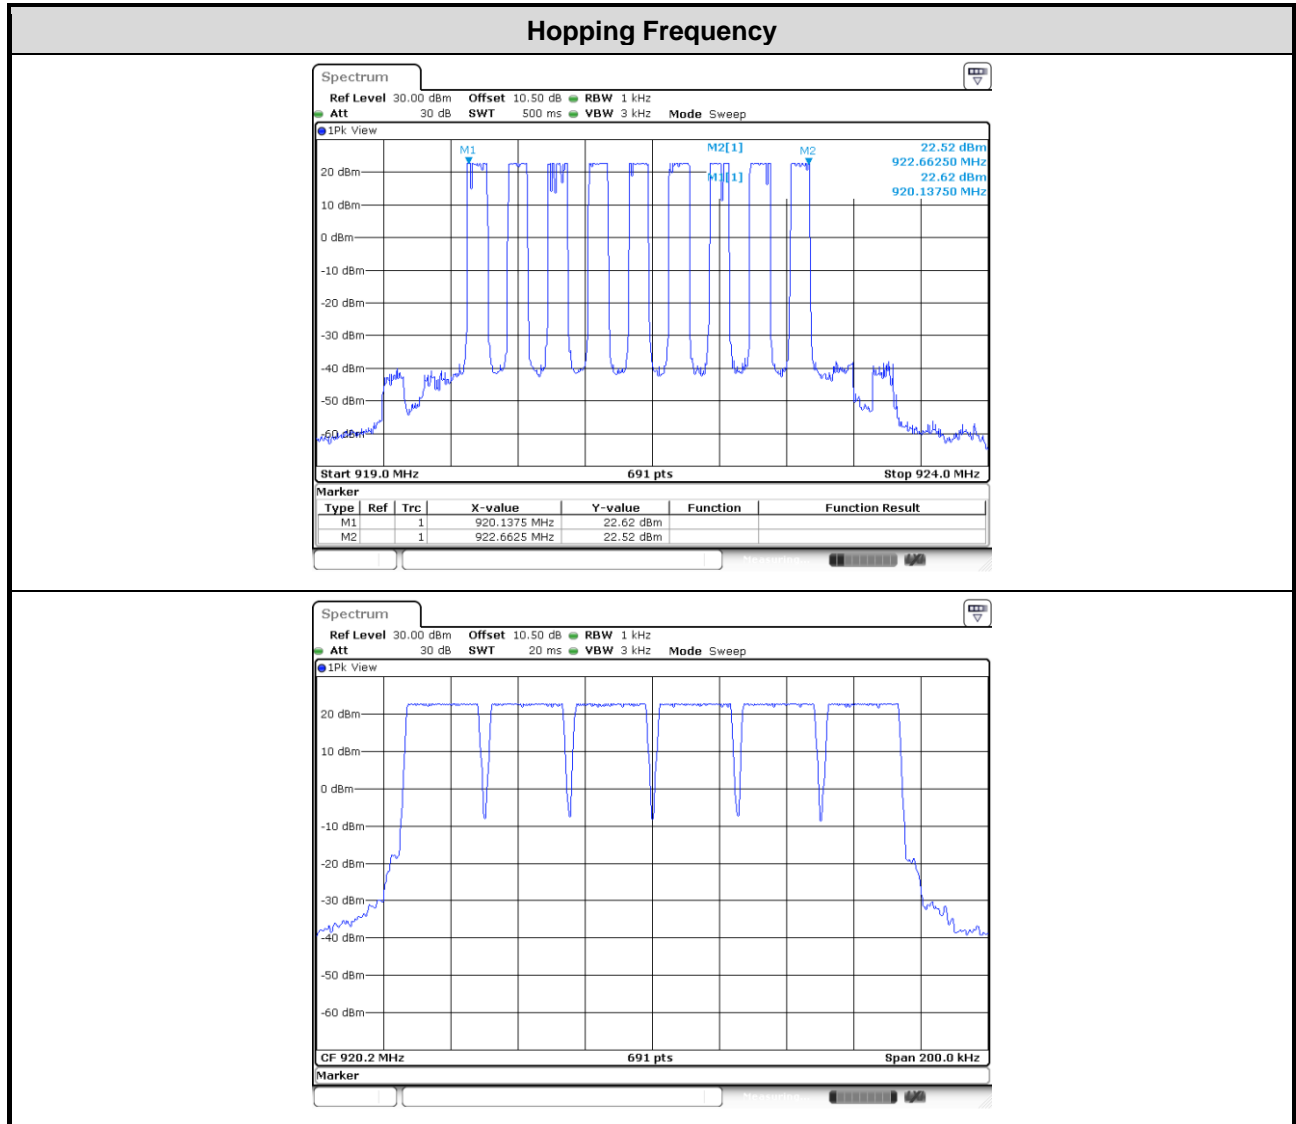 Hopping Frequency
Spectrum
Ref Level 30.00 dBm Offset 10.50 dB RBW 1 kHz
Att 30 dB SWT 500 ms VBW 3 kHz Mode Sweep
1Pk View
M1 M2[1] M2 22.52 dBm
922.66250 MHz
20 dBm M1[1] 22.62 dBm
920.13750 MHz
10 dBm
0 dBm
-10 dBm
-20 dBm
-30 dBm
-40 dBm
-50 dBm
-60 dBm
Start 919.0 MHz 691 pts Stop 924.0 MHz
Marker
Type Ref Trc X-value Y-value Function Function Result
M1 1 920.1375 MHz 22.62 dBm
M2 1 922.6625 MHz 22.52 dBm
Spectrum
Ref Level 30.00 dBm Offset 10.50 dB RBW 1 kHz
Att 30 dB SWT 20 ms VBW 3 kHz Mode Sweep
1Pk View
20 dBm
10 dBm
0 dBm
-10 dBm
-20 dBm
-30 dBm
-40 dBm
-50 dBm
-60 dBm
CF 920.2 MHz 691 pts Span 200.0 kHz
Marker